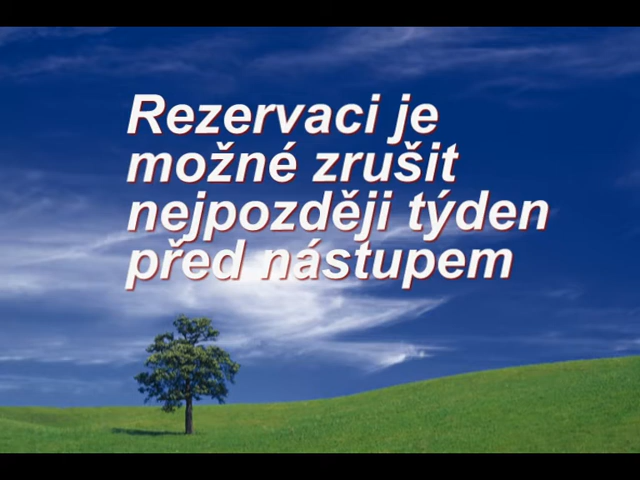 Rezervaci je
možné zrušit
nejpozději týden
před nástupem